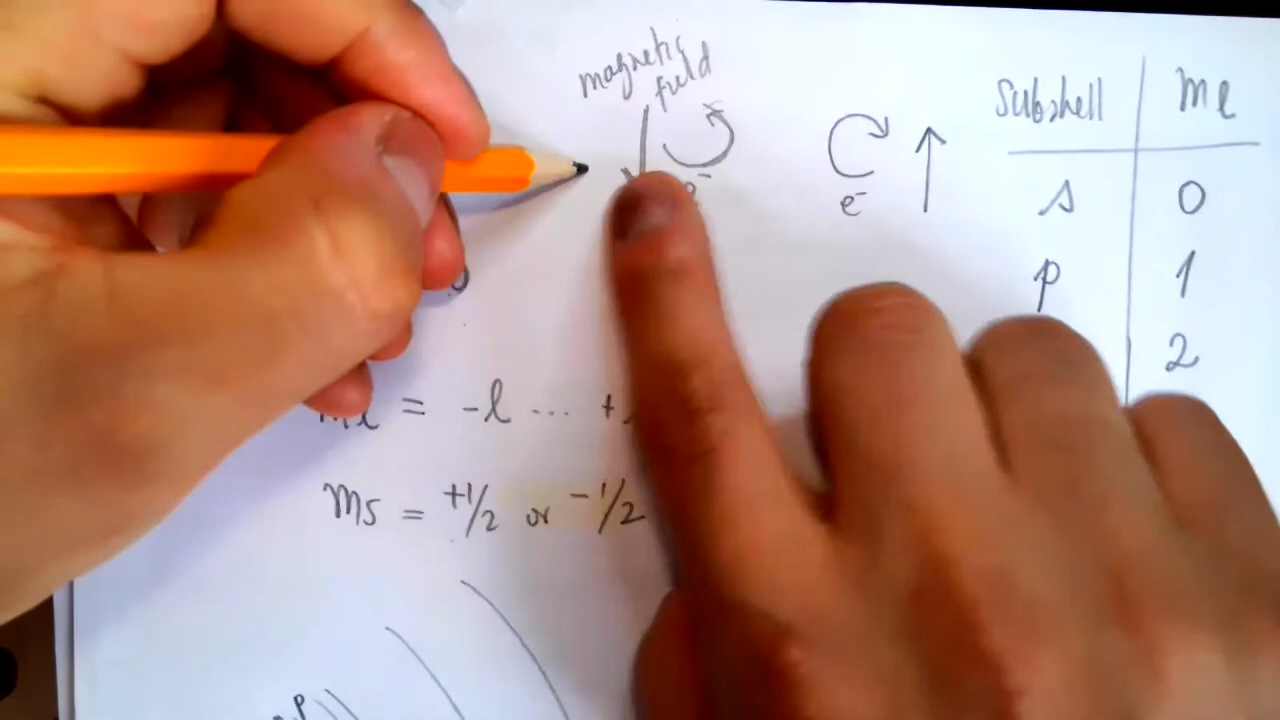 magnetic
field
e⁻
Subshell mℓ
s 0
p 1
2
mℓ = -ℓ ... +
ms = +1/2 or -1/2
p